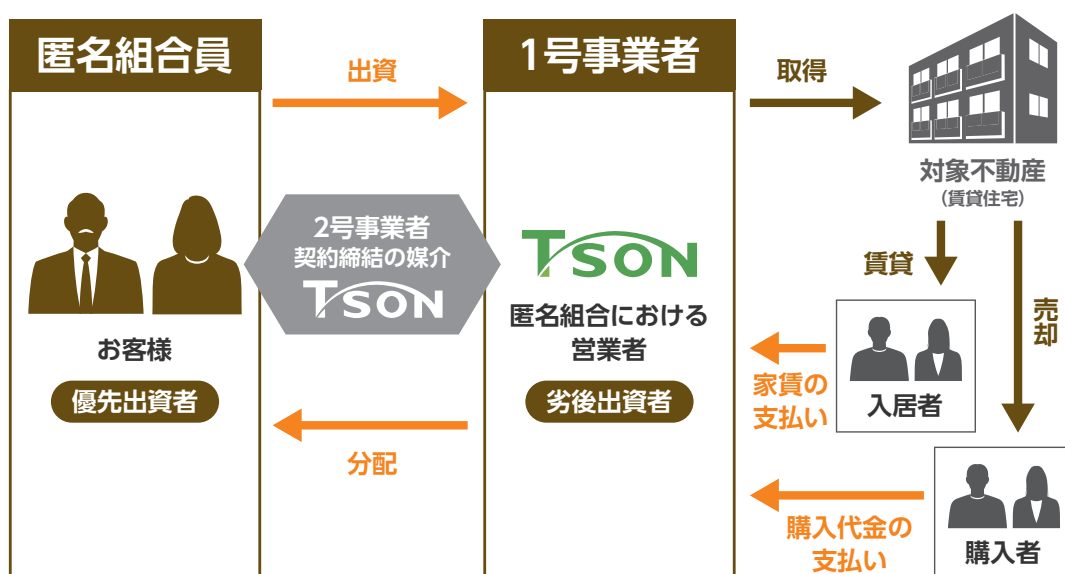 匿名組合員
出資
1号事業者
取得
対象不動産
(賃貸住宅)
2号事業者
契約締結の媒介
TSON
TSON
匿名組合における
営業者
お客様
優先出資者
劣後出資者
分配
賃貸
売却
入居者
家賃の
支払い
購入代金の
支払い
購入者